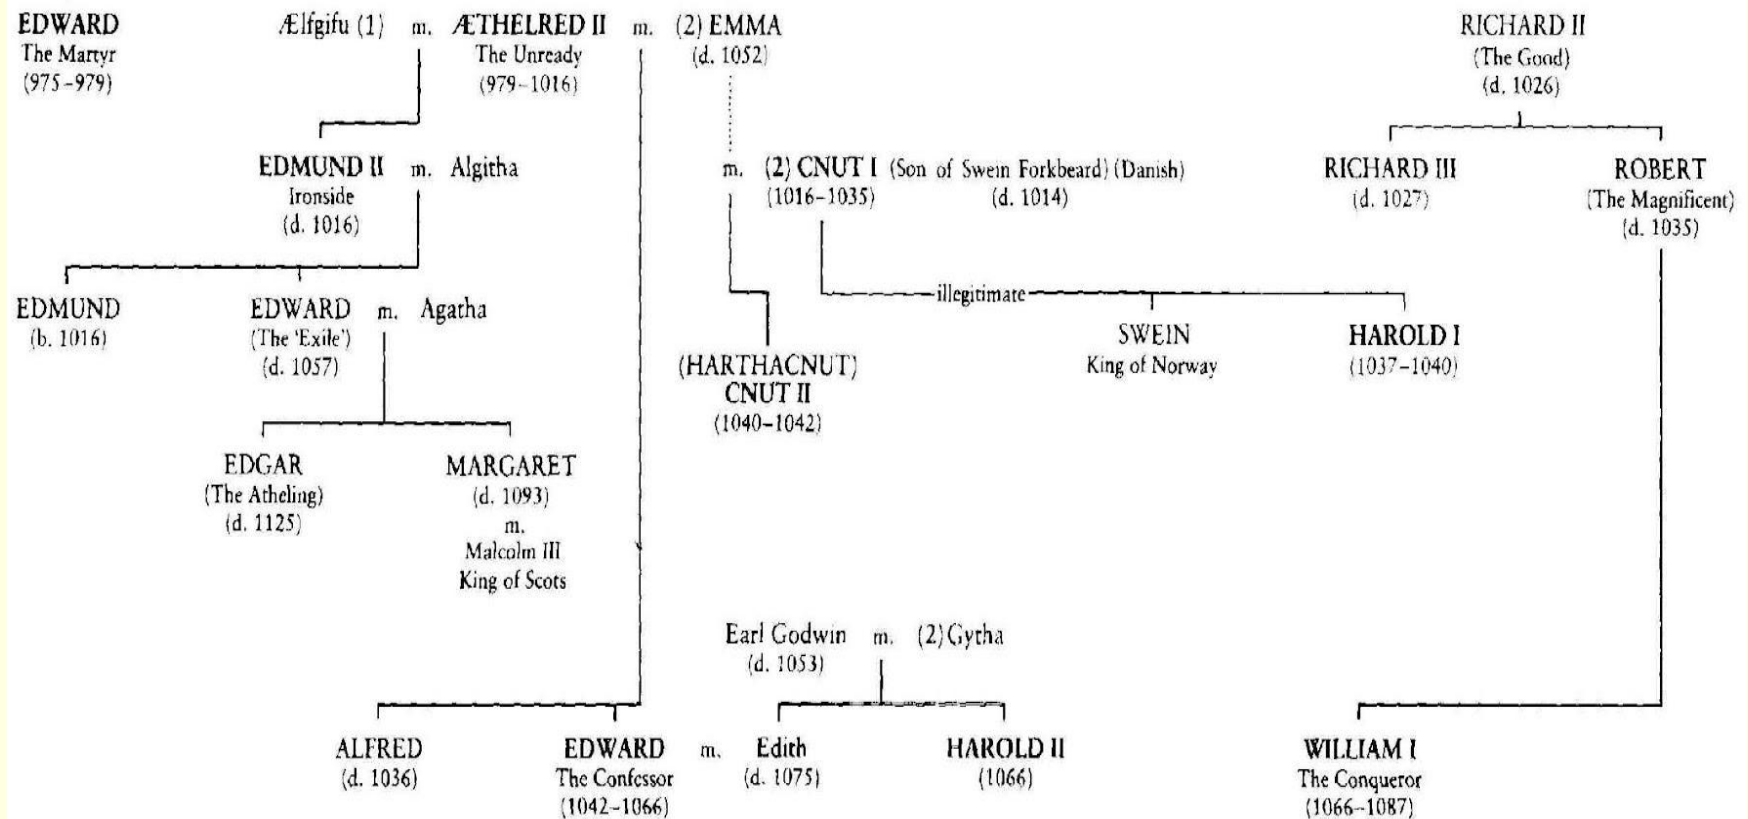 EDWARD
The Martyr
(975–979)
Ælfgifu (1) m. ÆTHELRED II m. (2) EMMA
The Unready
(979–1016)
(d. 1052)
RICHARD II
(The Good)
(d. 1026)
EDMUND II m. Algitha
Ironside
(d. 1016)
m. (2) CNUT I (Son of Swein Forkbeard) (Danish)
(1016–1035) (d. 1014)
RICHARD III
(d. 1027)
ROBERT
(The Magnificent)
(d. 1035)
illegitimate
EDMUND
(b. 1016)
EDWARD m. Agatha
(The 'Exile')
(d. 1057)
(HARTHACNUT)
CNUT II
(1040–1042)
SWEIN
King of Norway
HAROLD I
(1037–1040)
EDGAR
(The Atheling)
(d. 1125)
MARGARET
(d. 1093)
m.
Malcolm III
King of Scots
Earl Godwin m. (2) Gytha
(d. 1053)
ALFRED
(d. 1036)
EDWARD m. Edith
The Confessor
(1042–1066)
(d. 1075)
HAROLD II
(1066)
WILLIAM I
The Conqueror
(1066–1087)